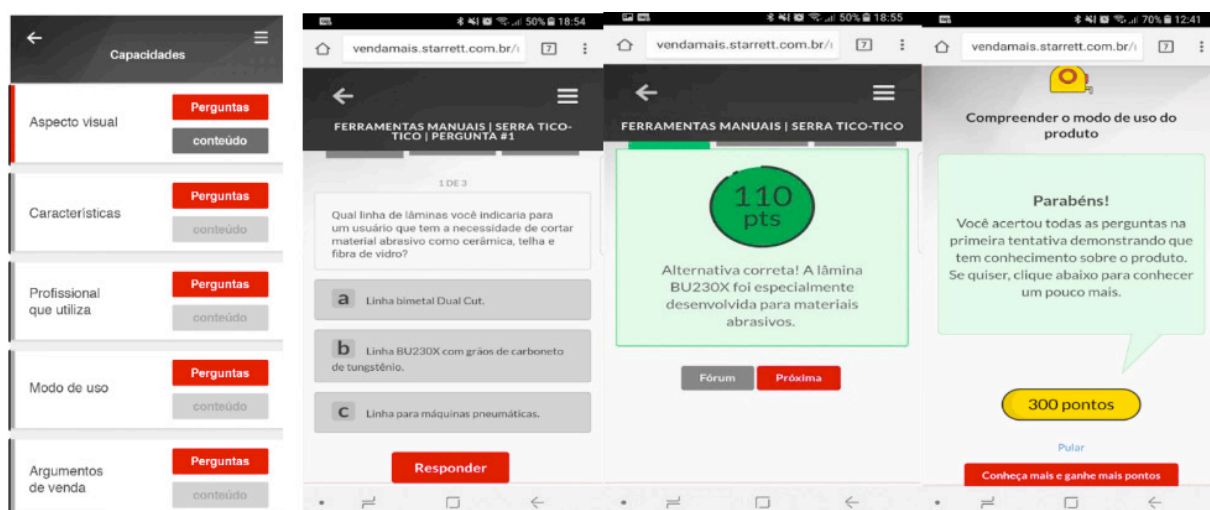 Capacidades
Aspecto visual
Perguntas
conteúdo
Características
Perguntas
conteúdo
Profissional
que utiliza
Perguntas
conteúdo
Modo de uso
Perguntas
conteúdo
Argumentos
de venda
Perguntas
conteúdo
50% 18:54
vendamais.starrett.com.br/
7
FERRAMENTAS MANUAIS | SERRA TICO-
TICO | PERGUNTA #1
1 DE 3
Qual linha de lâminas você indicaria para
um usuário que tem a necessidade de cortar
material abrasivo como cerâmica, telha e
fibra de vidro?
a Linha bimetal Dual Cut.
b Linha BU230X com grãos de carboneto
de tungstênio.
C Linha para máquinas pneumáticas.
Responder
50% 18:55
vendamais.starrett.com.br/
7
FERRAMENTAS MANUAIS | SERRA TICO-TICO
110
pts
Alternativa correta! A lâmina
BU230X foi especialmente
desenvolvida para materiais
abrasivos.
Fórum
Próxima
70% 12:41
vendamais.starrett.com.br/
7
Compreender o modo de uso do
produto
Parabéns!
Você acertou todas as perguntas na
primeira tentativa demonstrando que
tem conhecimento sobre o produto.
Se quiser, clique abaixo para conhecer
um pouco mais.
300 pontos
Pular
Conheça mais e ganhe mais pontos